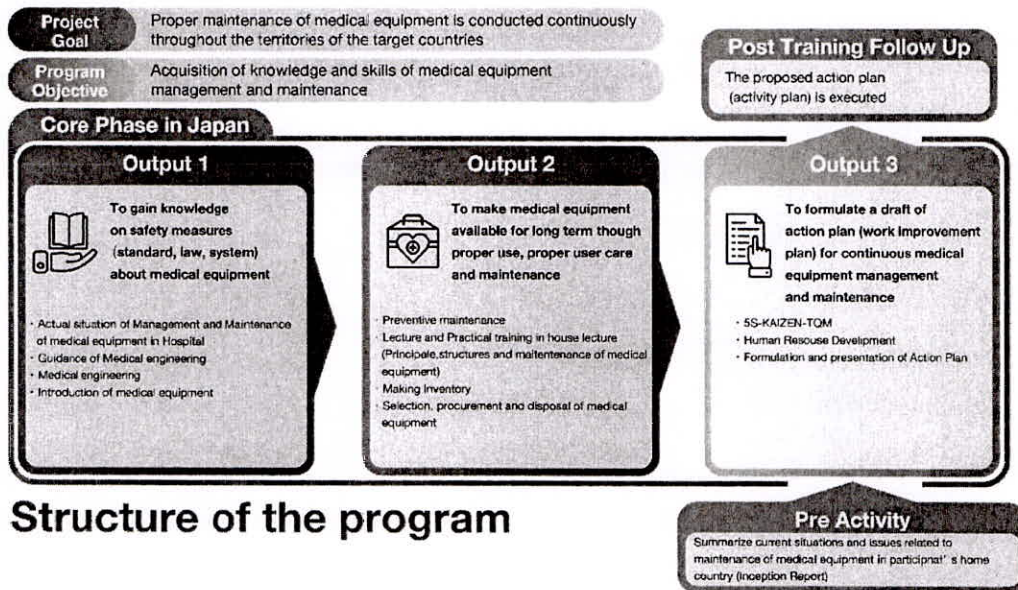 Project
Goal
Proper maintenance of medical equipment is conducted continuously
throughout the territories of the target countries
Program
Objective
Acquisition of knowledge and skills of medical equipment
management and maintenance
Post Training Follow Up
The proposed action plan
(activity plan) is executed
Core Phase in Japan
Output 1
To gain knowledge
on safety measures
(standard, law, system)
about medical equipment
・Actual situation of Management and Maintenance
of medical equipment in Hospital
・Guidance of Medical engineering
・Medical engineering
・Introduction of medical equipment
Output 2
To make medical equipment
available for long term though
proper use, proper user care
and maintenance
・Preventive maintenance
・Lecture and Practical training in house lecture
(Principale,structures and maitentenance of medical
equipment)
・Making Inventory
・Selection, procurement and disposal of medical
equipment
Output 3
To formulate a draft of
action plan (work improvement
plan) for continuous medical
equipment management
and maintenance
・5S-KAIZEN-TQM
・Human Resouse Develipment
・Formulation and presentation of Action Plan
Structure of the program
Pre Activity
Summarize current situations and issues related to
maintenance of medical equipment in participnat’ s home
country (Inception Report)